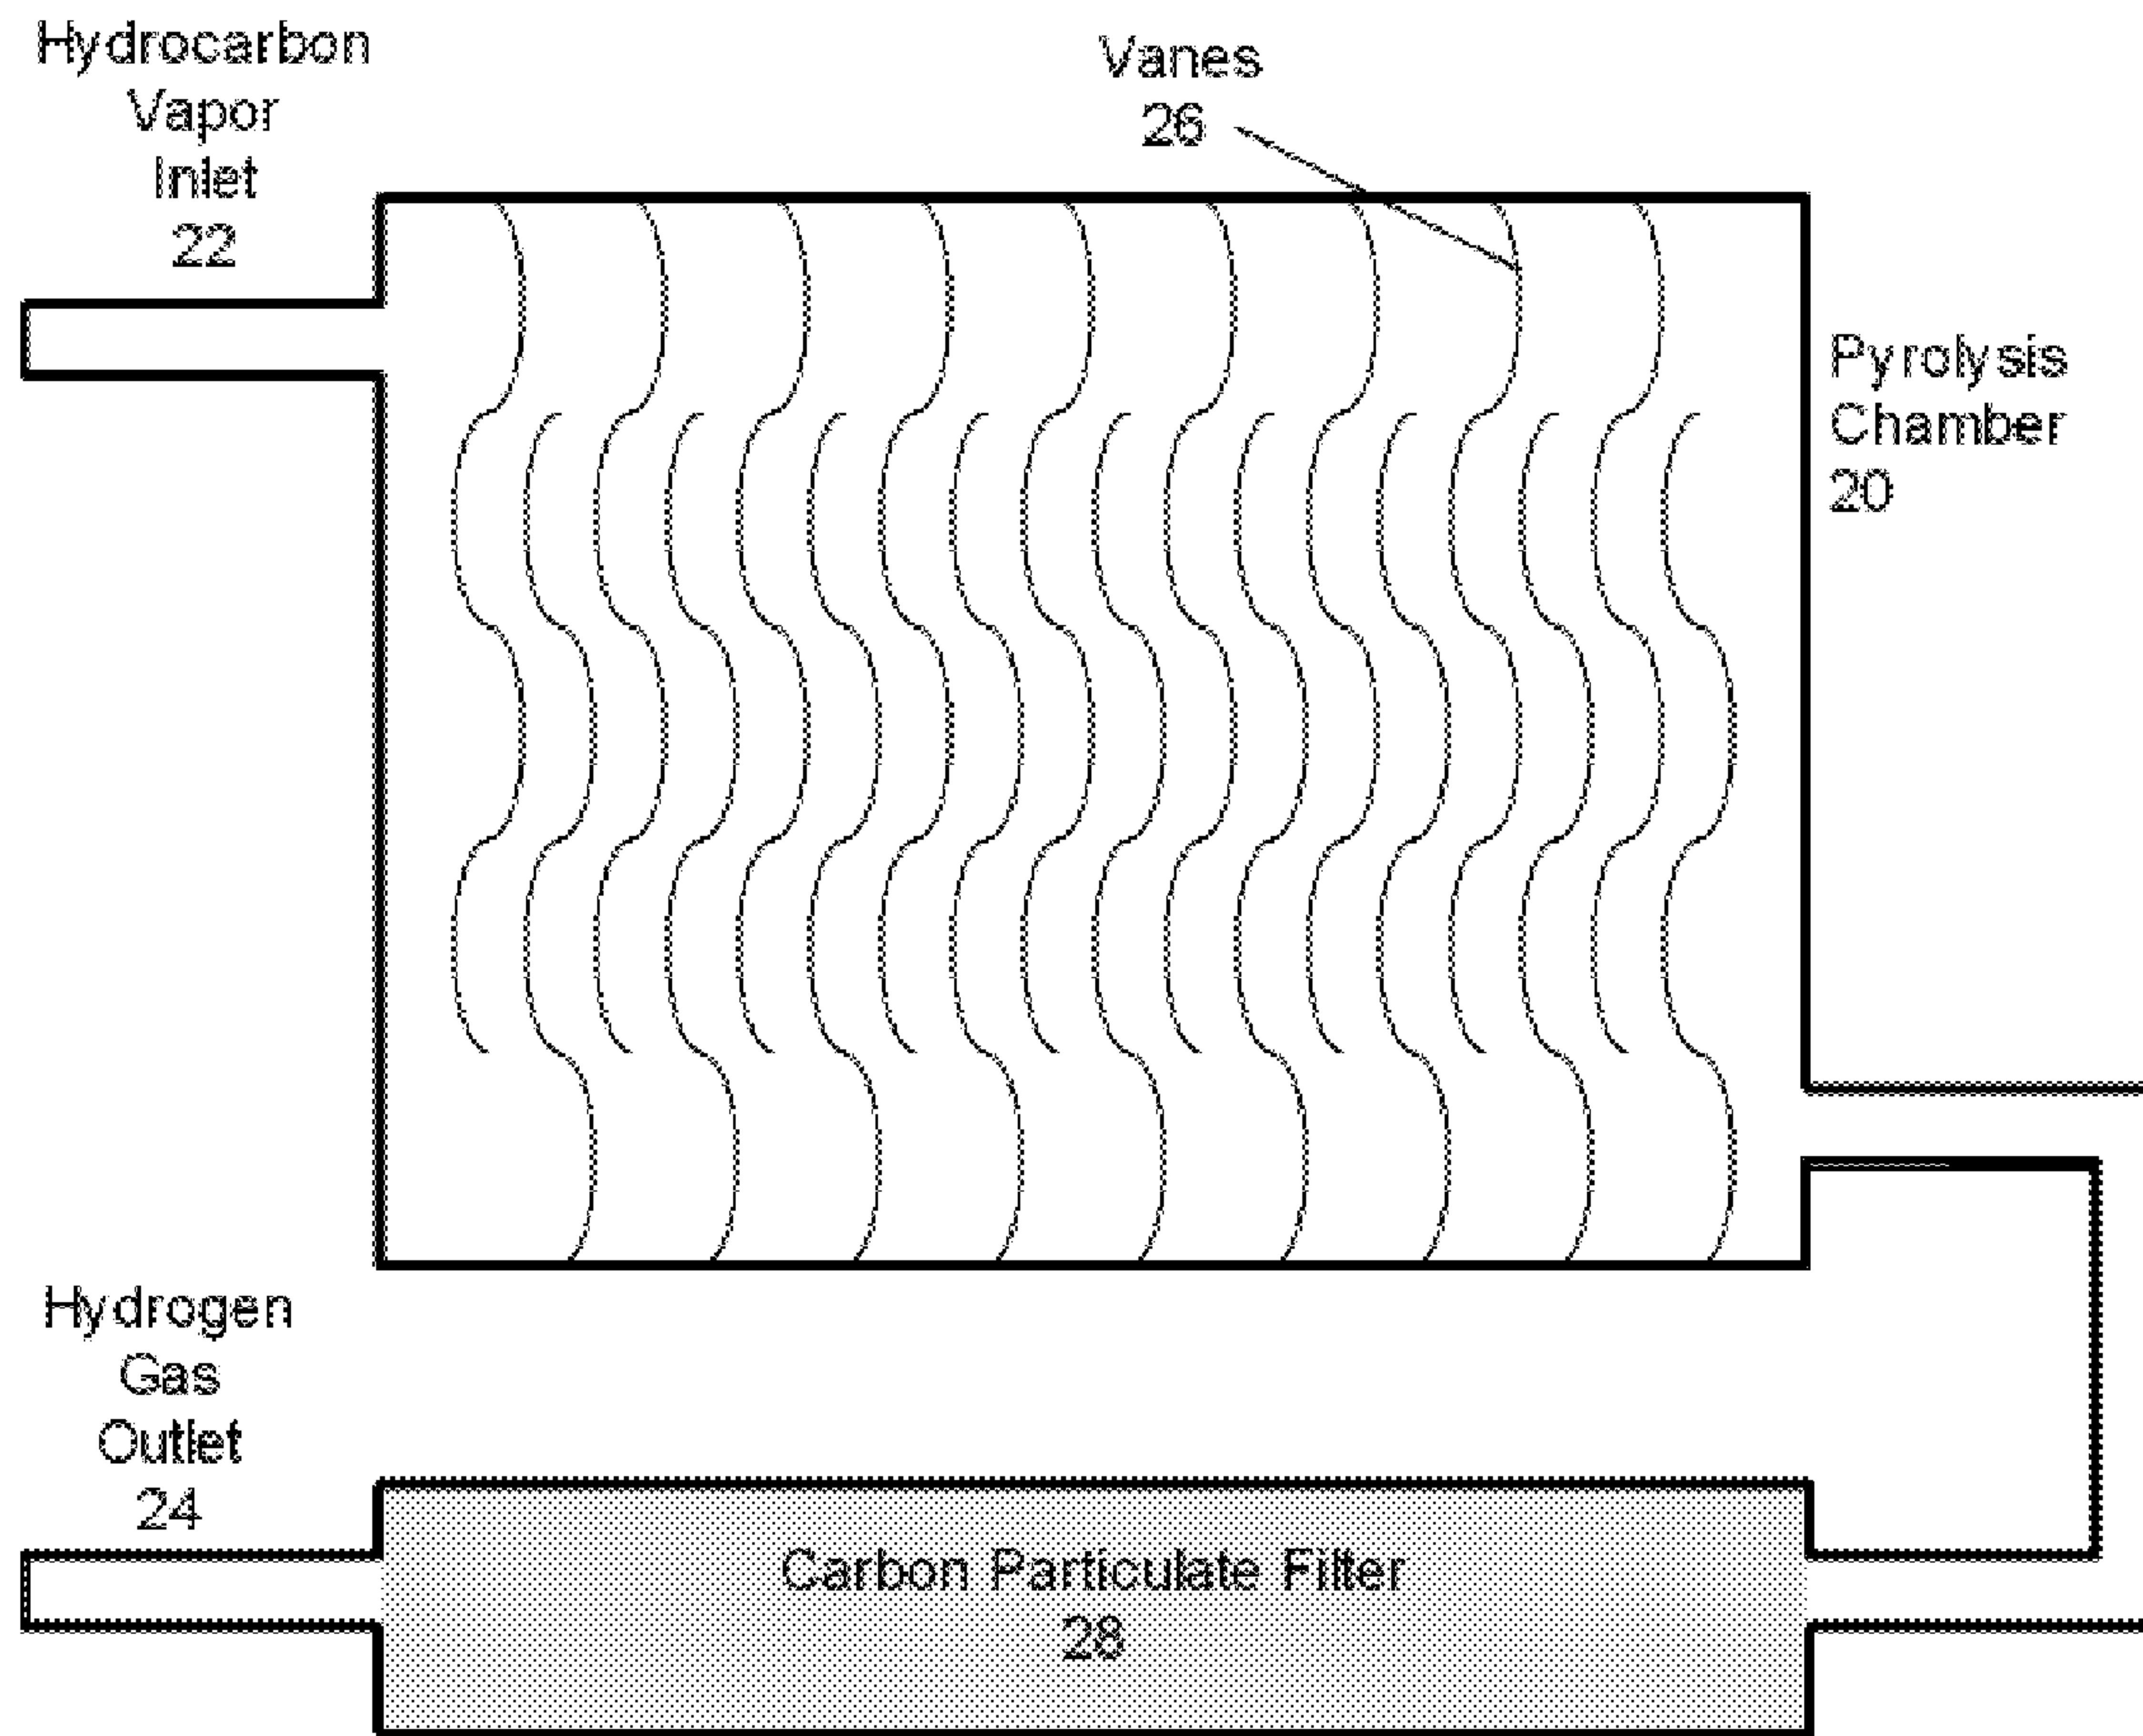 Hydrocarbon
Vapor
Inlet
22
Vanes
26
Pyrolysis
Chamber
20
Hydrogen
Gas
Outlet
24
Carbon Particulate Filter
28